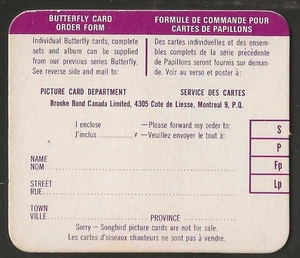 BUTTERFLY CARD
ORDER FORM
Individual Butterfly cards, complete
sets and album can be supplied
from our previous series Butterfly.
See reverse side and mail to:
FORMULE DE COMMANDE POUR
CARTES DE PAPILLONS
Des cartes individuelles et des ensem-
bles complets de la série précédente
de Papillons seront fournis sur deman-
de. Voir au verso et poster à:
PICTURE CARD DEPARTMENT SERVICE DES CARTES
Brooke Bond Canada Limited, 4305 Cote de Liesse, Montreal 9, P.Q.
I enclose — Please forward my order to:
J'inclus — Veuillez envoyer le tout à:
S
P
Fp
Lp
NAME
NOM
STREET
RUE
TOWN
VILLE PROVINCE
Sorry — Songbird picture cards are not for sale.
Les cartes d'oiseaux chanteurs ne sont pas à vendre.